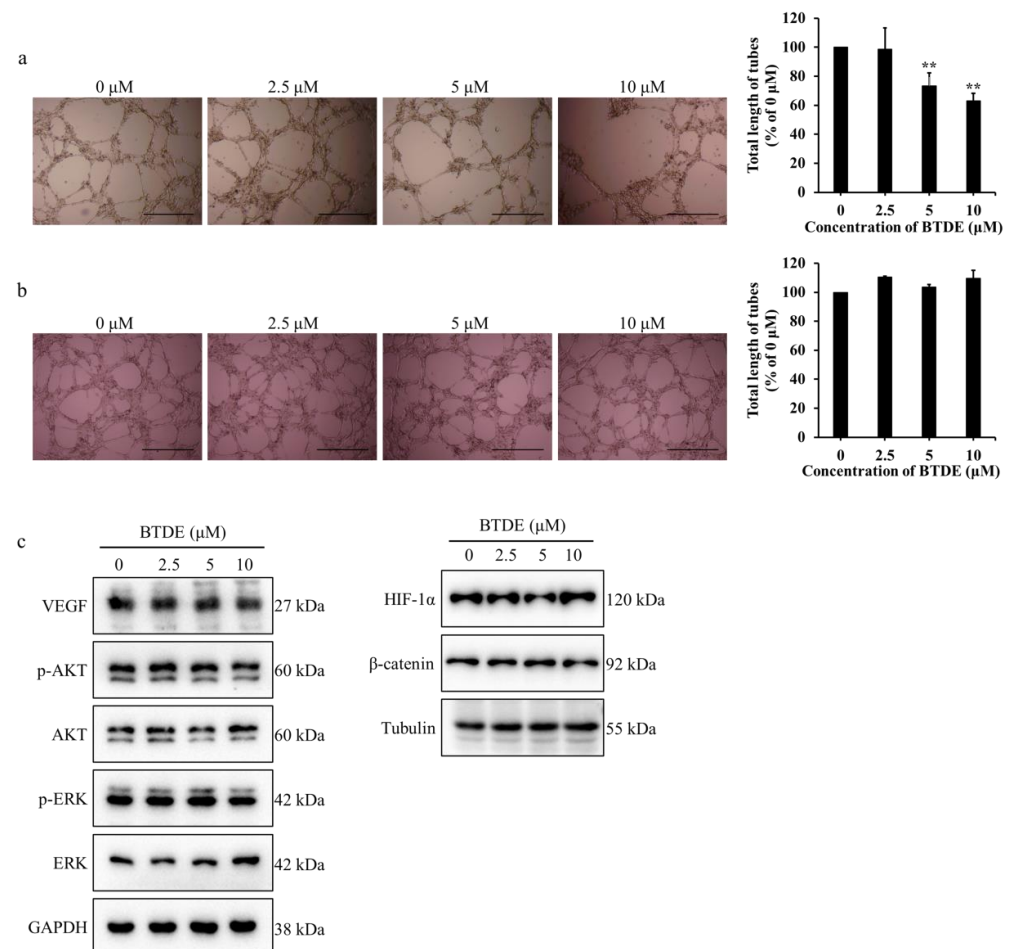 a
0 μM 2.5 μM 5 μM 10 μM
Total length of tubes
(% of 0 μM)
120
100
80
60
40
20
0
**
**
0 2.5 5 10
Concentration of BTDE (μM)
b
0 μM 2.5 μM 5 μM 10 μM
Total length of tubes
(% of 0 μM)
120
100
80
60
40
20
0
0 2.5 5 10
Concentration of BTDE (μM)
c
BTDE (μM)
0 2.5 5 10
VEGF 27 kDa
p-AKT 60 kDa
AKT 60 kDa
p-ERK 42 kDa
ERK 42 kDa
GAPDH 38 kDa
BTDE (μM)
0 2.5 5 10
HIF-1α 120 kDa
β-catenin 92 kDa
Tubulin 55 kDa